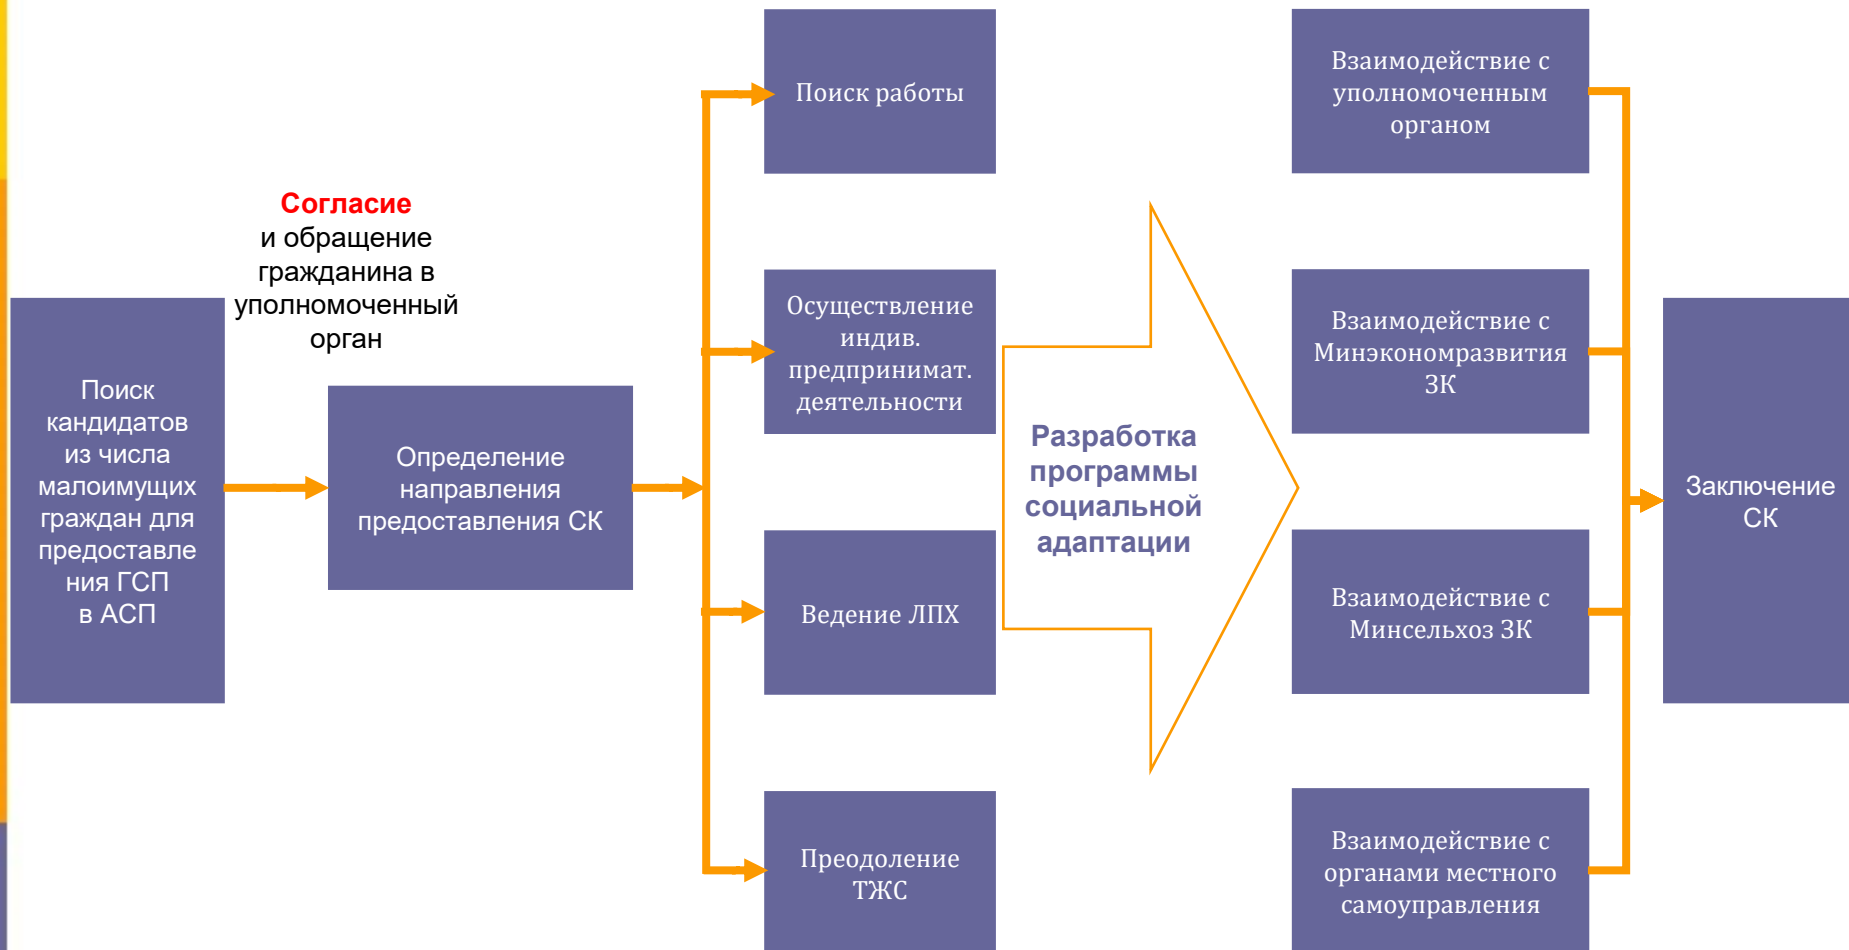 Поиск
кандидатов
из числа
малоимущих
граждан для
предоставле
ния ГСП
в АСП
Согласие
и обращение
гражданина в
уполномоченный
орган
Определение
направления
предоставления СК
Поиск работы
Осуществление
индив.
предпринимат.
деятельности
Ведение ЛПХ
Преодоление
ТЖС
Разработка
программы
социальной
адаптации
Взаимодействие с
уполномоченным
органом
Взаимодействие с
Минэкономразвития
ЗК
Взаимодействие с
Минсельхоз ЗК
Взаимодействие с
органами местного
самоуправления
Заключение
СК